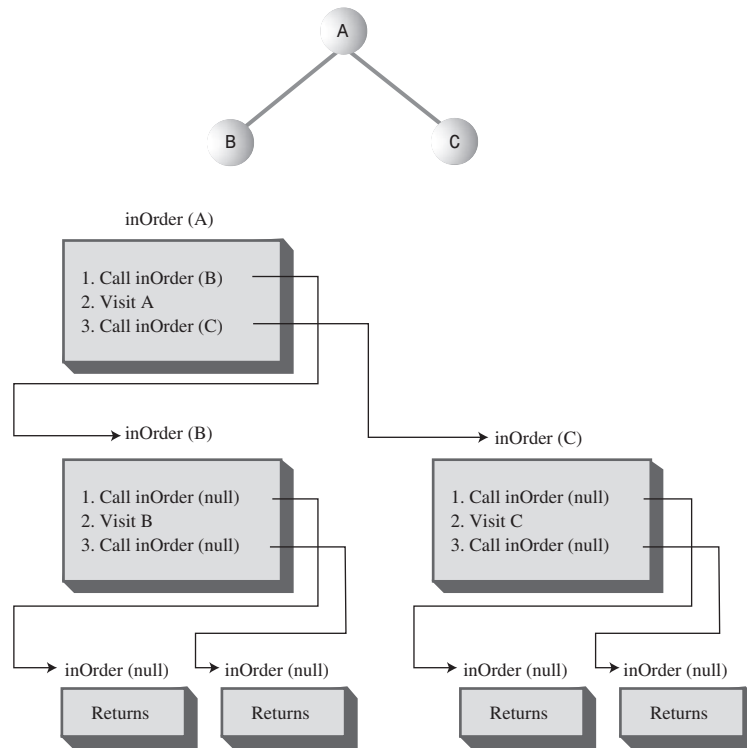 A
B
C
inOrder (A)
1. Call inOrder (B)
2. Visit A
3. Call inOrder (C)
inOrder (B)
inOrder (C)
1. Call inOrder (null)
2. Visit B
3. Call inOrder (null)
1. Call inOrder (null)
2. Visit C
3. Call inOrder (null)
inOrder (null)
inOrder (null)
inOrder (null)
inOrder (null)
Returns
Returns
Returns
Returns